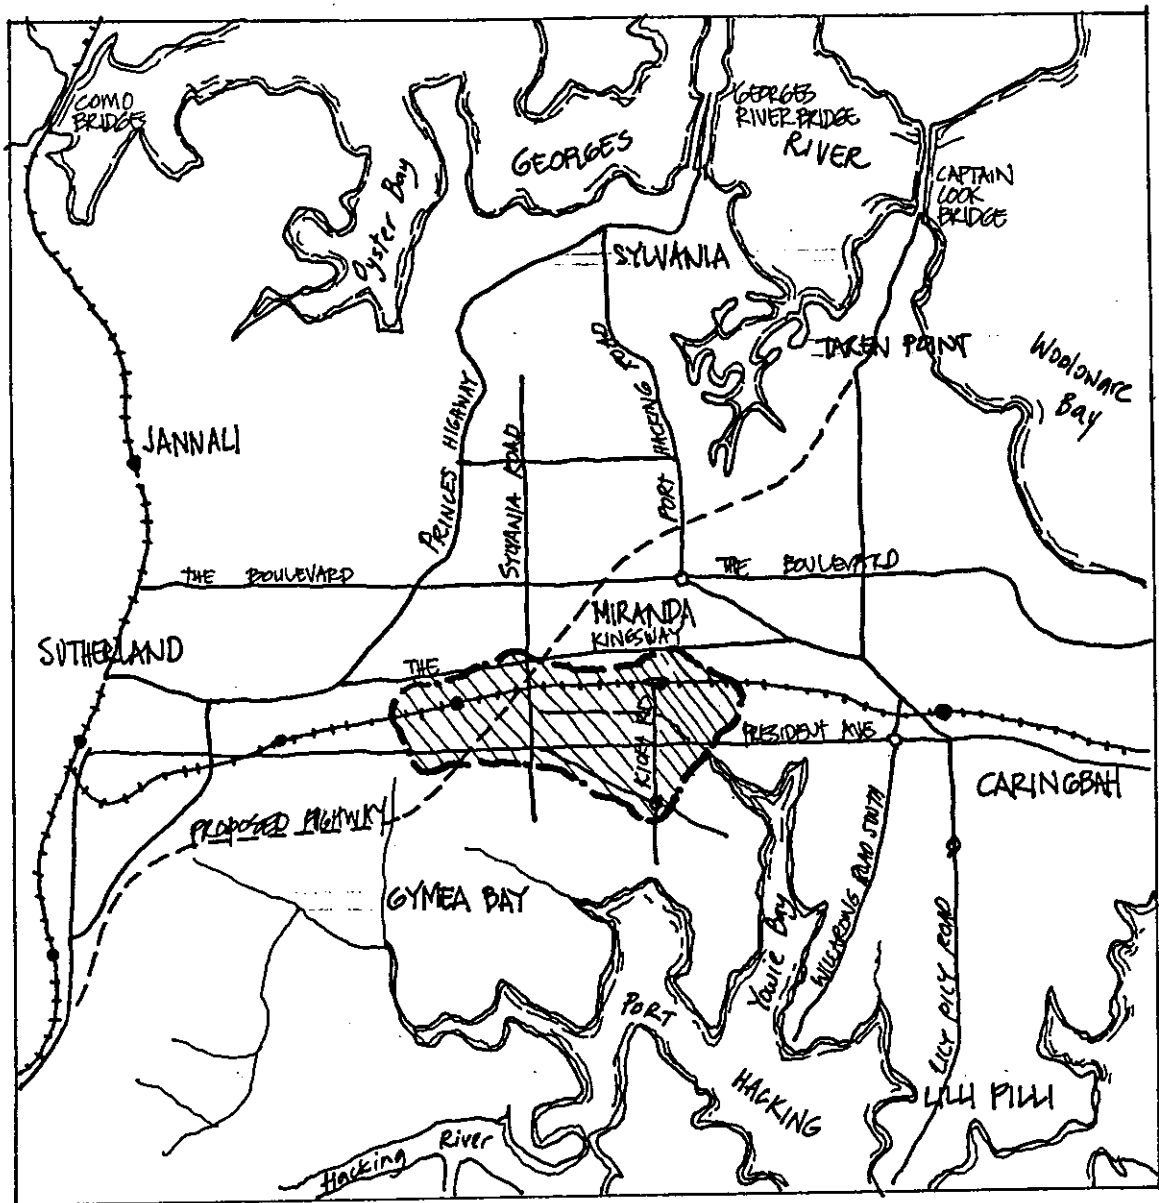 COMO
BRIDGE
GEORGES
RIVER BRIDGE
GEORGES
RIVER
CAPTAIN
COOK
BRIDGE
Oyster Bay
SYLVANIA
TAREN POINT
Woolooware
Bay
JANNALI
PRINCES HIGHWAY
SYLVANIA ROAD
PORT HACKING ROAD
THE BOULEVARD
THE BOULEVARD
MIRANDA
SUTHERLAND
THE KINGSWAY
KIORA RD
PRESIDENT AVE
CARINGBAH
PROPOSED HIGHWAY
GYMEA BAY
Yowie Bay
WILLARONG ROAD SOUTH
LILY PILY ROAD
PORT
HACKING
LILLI PILLI
Hacking River